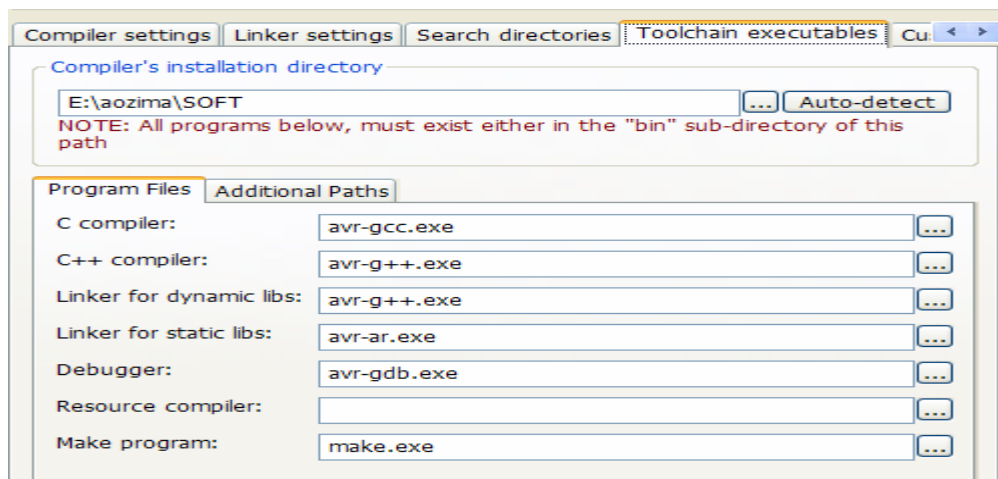 Compiler settings Linker settings Search directories Toolchain executables Cu
Compiler's installation directory
E:\aozima\SOFT ... Auto-detect
NOTE: All programs below, must exist either in the "bin" sub-directory of this
path
Program Files Additional Paths
C compiler: avr-gcc.exe ...
C++ compiler: avr-g++.exe ...
Linker for dynamic libs: avr-g++.exe ...
Linker for static libs: avr-ar.exe ...
Debugger: avr-gdb.exe ...
Resource compiler: ...
Make program: make.exe ...